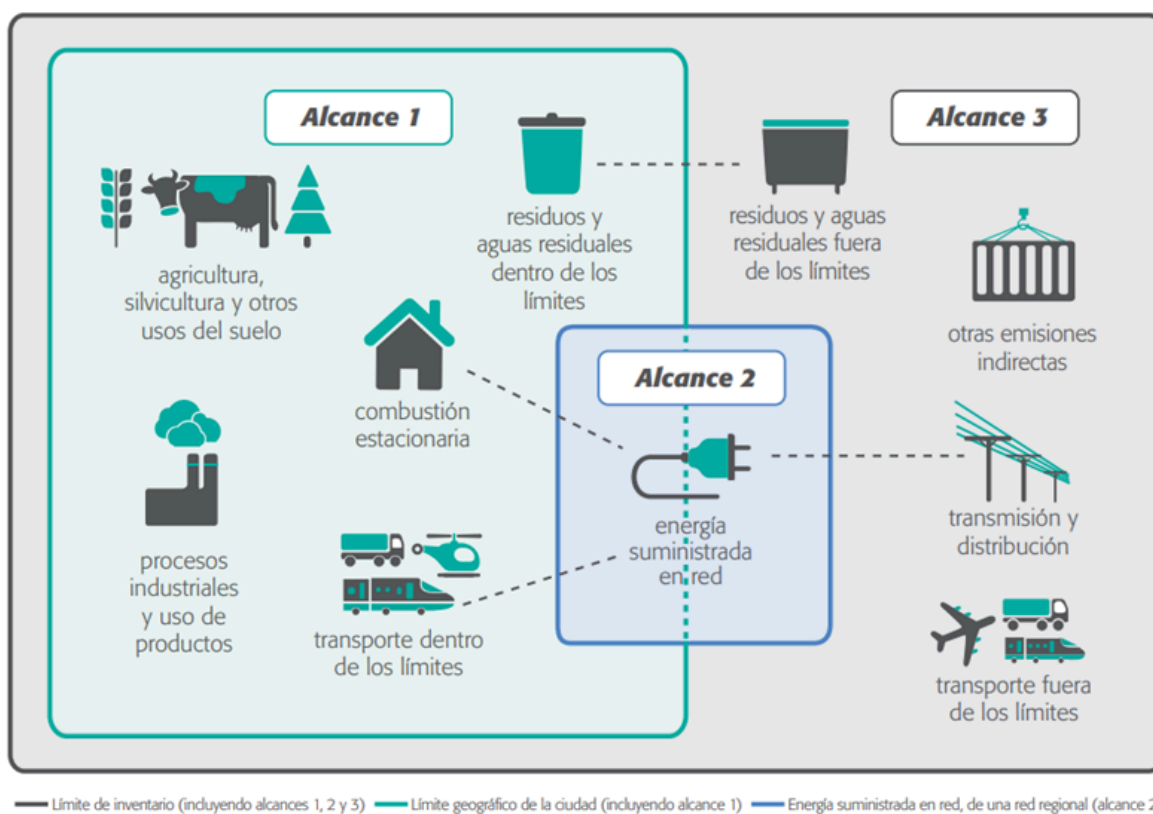 Alcance 1
Alcance 3
residuos y
aguas residuales
dentro de los
límites
residuos y aguas
residuales fuera
de los límites
agricultura,
silvicultura y otros
usos del suelo
otras emisiones
indirectas
Alcance 2
combustión
estacionaria
energía
suministrada
en red
transmisión y
distribución
procesos
industriales
y uso de
productos
transporte dentro
de los límites
transporte fuera
de los límites
Límite de inventario (incluyendo alcances 1, 2 y 3) Límite geográfico de la ciudad (incluyendo alcance 1) Energía suministrada en red, de una red regional (alcance 2